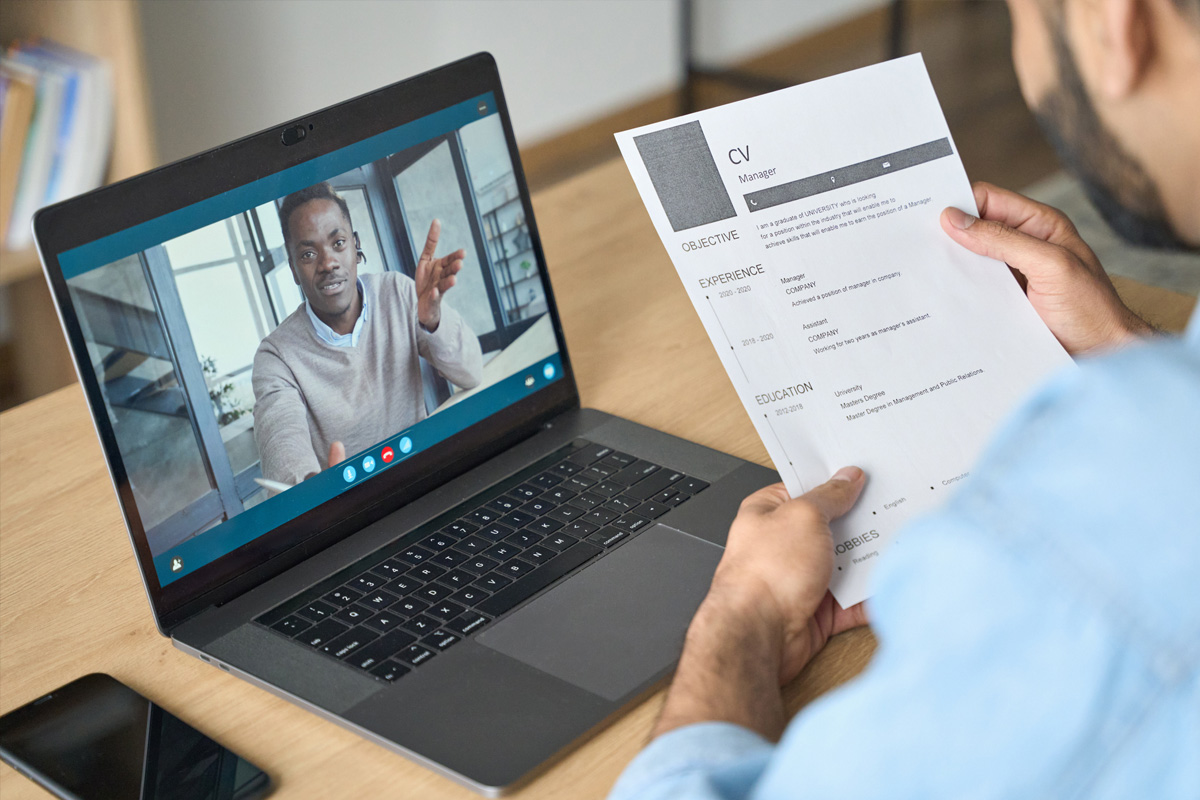 CV
Manager
OBJECTIVE
I am a graduate of UNIVERSITY who is looking
for a position within the industry that will enable me to
achieve skills that will enable me to earn the position of a Manager.
EXPERIENCE
2020 - 2020
Manager
COMPANY
Achieved a position of manager in company.
2018 - 2020
Assistant
COMPANY
Working for two years as manager's assistant.
EDUCATION
2012-2018
University
Masters Degree
Master Degree in Management and Public Relations.
English
HOBBIES
Reading